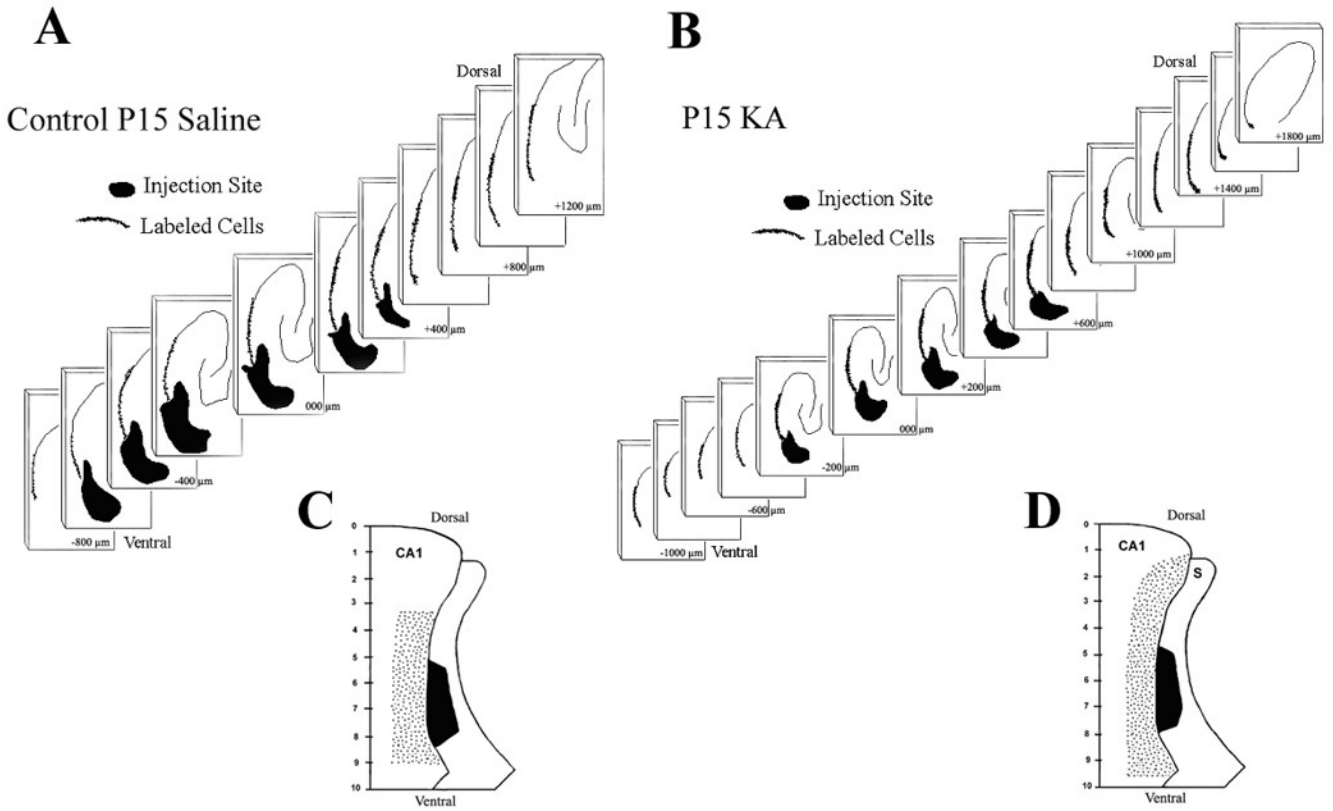 A
Dorsal
Control P15 Saline
Injection Site
Labeled Cells
+1200 µm
+800 µm
+400 µm
000 µm
-400 µm
-800 µm
Ventral
B
Dorsal
P15 KA
Injection Site
Labeled Cells
+1800 µm
+1400 µm
+1000 µm
+600 µm
+200 µm
000 µm
-200 µm
-600 µm
-1000 µm
Ventral
C
Dorsal
CA1
0
1
2
3
4
5
6
7
8
9
10
Ventral
D
Dorsal
CA1
S
0
1
2
3
4
5
6
7
8
9
10
Ventral